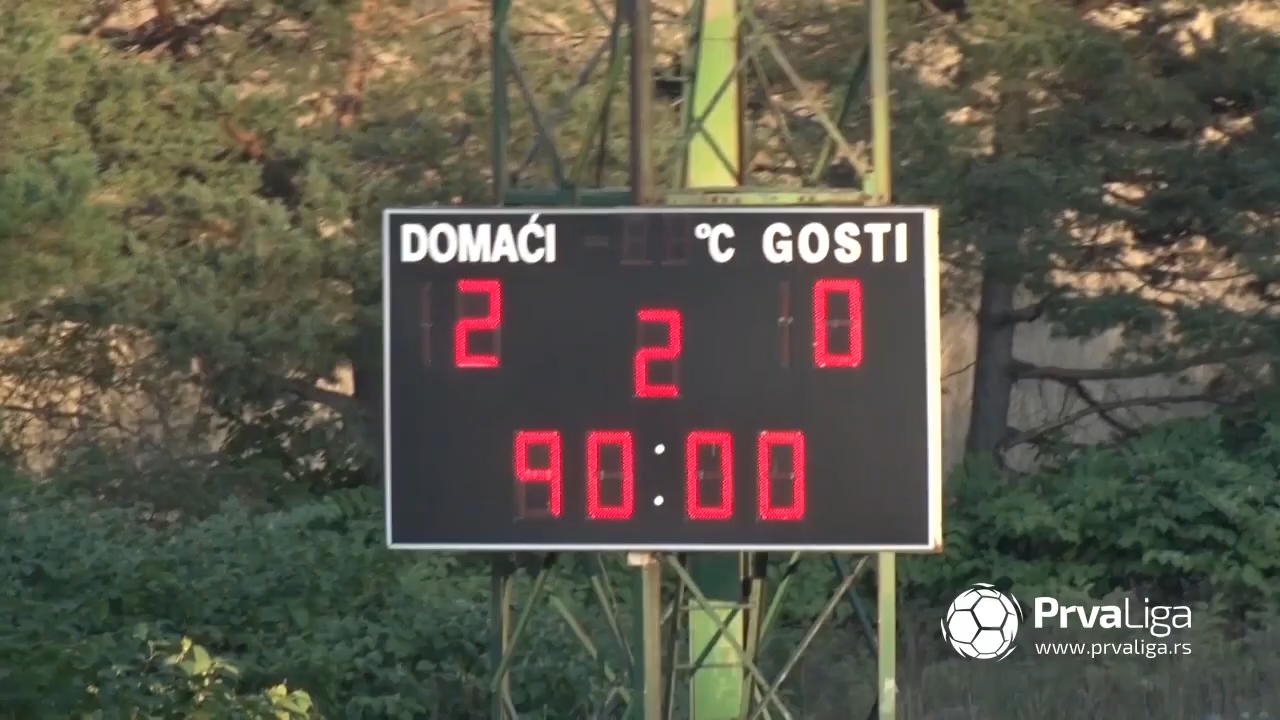 DOMAĆI °C GOSTI
2 2 0
90:00
PrvaLiga
www.prvaliga.rs